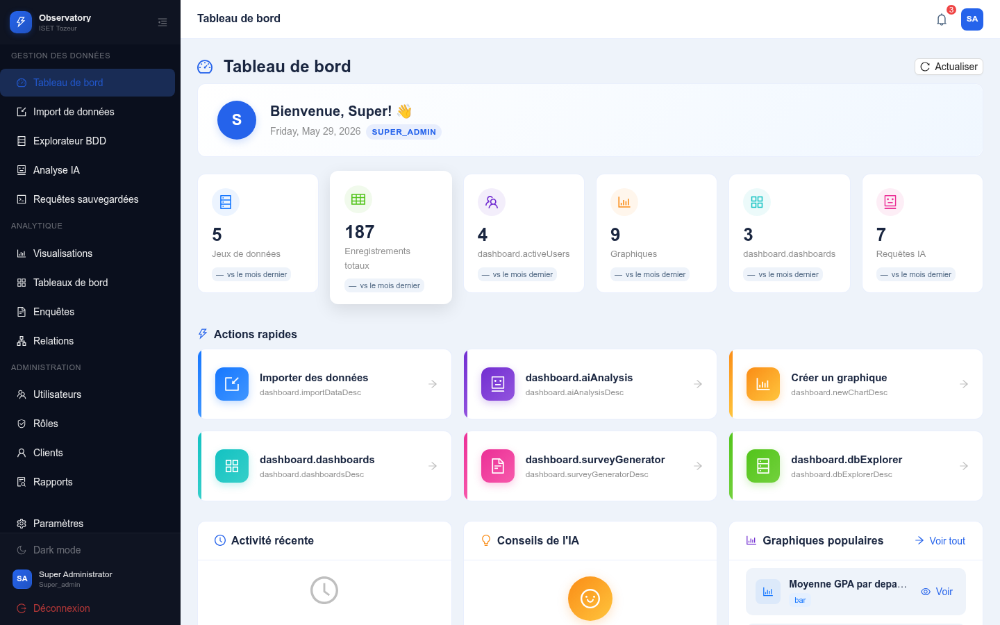 Observatory
ISET Tozeur
GESTION DES DONNÉES
Tableau de bord
Import de données
Explorateur BDD
Analyse IA
Requêtes sauvegardées
ANALYTIQUE
Visualisations
Tableaux de bord
Enquêtes
Relations
ADMINISTRATION
Utilisateurs
Rôles
Clients
Rapports
Paramètres
Dark mode
SA
Super Administrator
Super_admin
Déconnexion
Tableau de bord
3
SA
Tableau de bord
Actualiser
S
Bienvenue, Super! 👋
Friday, May 29, 2026 SUPER_ADMIN
5
Jeux de données
— vs le mois dernier
187
Enregistrements
totaux
— vs le mois dernier
4
dashboard.activeUsers
— vs le mois dernier
9
Graphiques
— vs le mois dernier
3
dashboard.dashboards
— vs le mois dernier
7
Requêtes IA
— vs le mois dernier
Actions rapides
Importer des données
dashboard.importDataDesc
dashboard.aiAnalysis
dashboard.aiAnalysisDesc
Créer un graphique
dashboard.newChartDesc
dashboard.dashboards
dashboard.dashboardsDesc
dashboard.surveyGenerator
dashboard.surveyGeneratorDesc
dashboard.dbExplorer
dashboard.dbExplorerDesc
Activité récente
Conseils de l'IA
Graphiques populaires
Voir tout
Moyenne GPA par depa...
bar
Voir